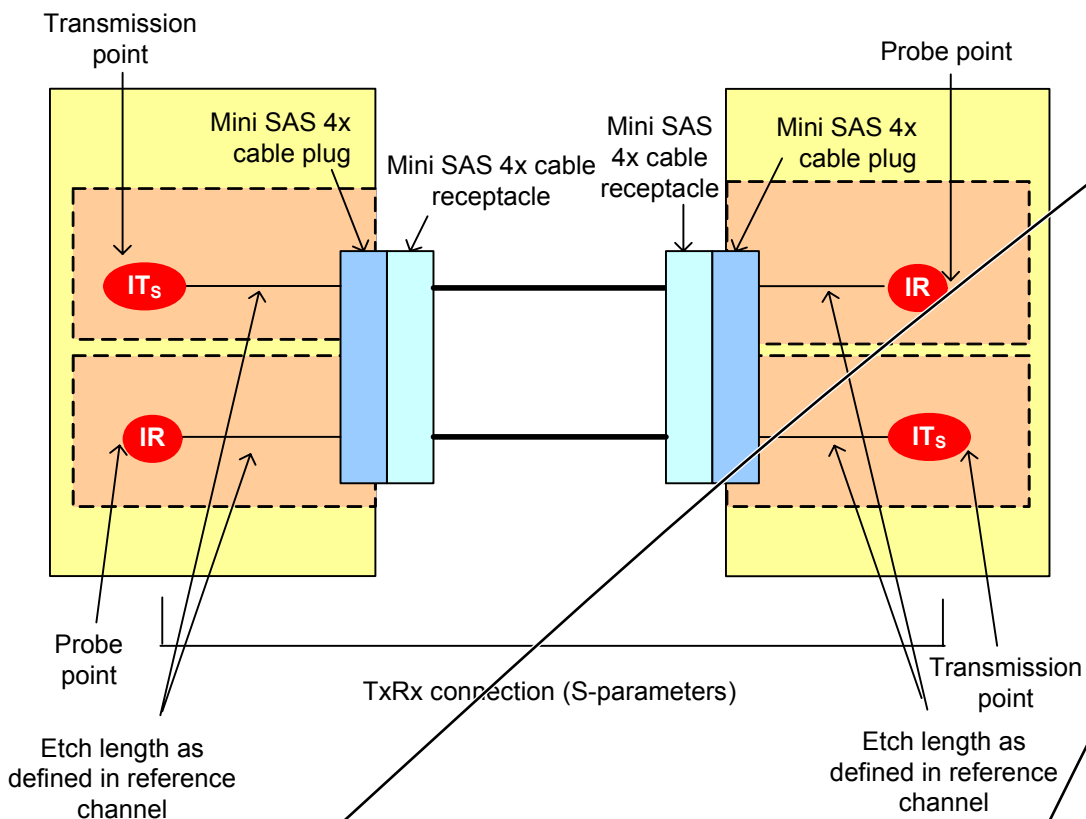 Transmission
point
Probe point
Mini SAS 4x
cable plug
Mini SAS 4x cable
receptacle
Mini SAS
4x cable
receptacle
Mini SAS 4x
cable plug
ITS
IR
IR
ITS
Probe
point
TxRx connection (S-parameters)
Transmission
point
Etch length as
defined in reference
channel
Etch length as
defined in reference
channel